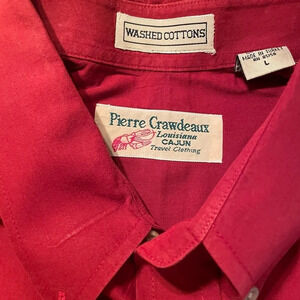 WASHED COTTONS
MADE IN TURKEY
L
Pierre Crawdeaux
Louisiana
CAJUN
Travel Clothing